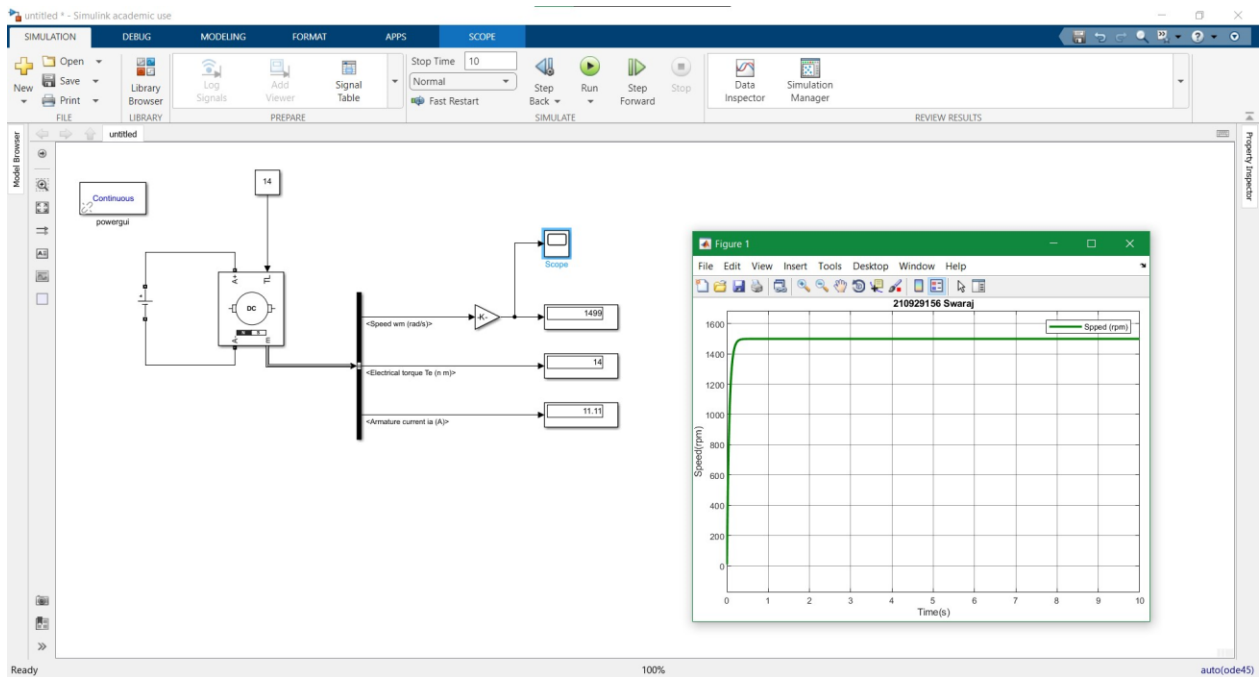 untitled * - Simulink academic use
SIMULATION DEBUG MODELING FORMAT APPS SCOPE
New
Open
Save
Print
FILE
Library
Browser
LIBRARY
Log
Signals
Add
Viewer
Signal
Table
PREPARE
Stop Time 10
Normal
Fast Restart
Step
Back
Run
Step
Forward
Stop
SIMULATE
Data
Inspector
Simulation
Manager
REVIEW RESULTS
Model Browser
untitled
Property Inspector
Continuous
powergui
14
A+
TL
DC
A-
m
<Speed wm (rad/s)>
<Electrical torque Te (n m)>
<Armature current ia (A)>
-K-
Scope
1499
14
11.11
Figure 1
File Edit View Insert Tools Desktop Window Help
210929156 Swaraj
Spped (rpm)
1600
1400
1200
1000
800
600
400
200
0
Speed(rpm)
0 1 2 3 4 5 6 7 8 9 10
Time(s)
Ready
100%
auto(ode45)